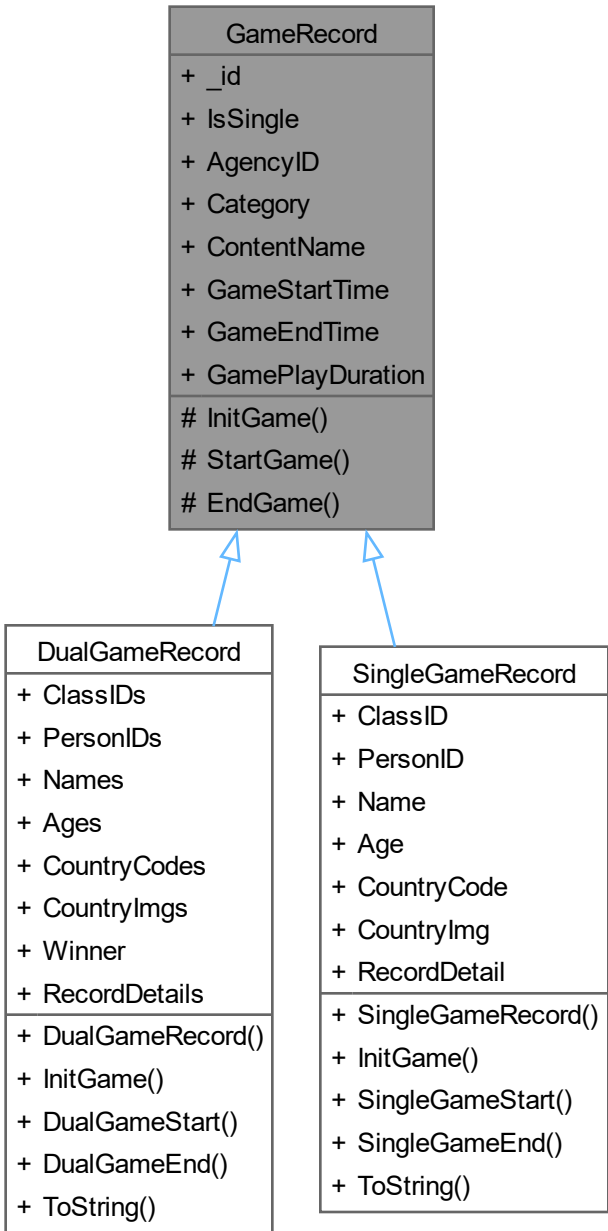 GameRecord
+ _id
+ IsSingle
+ AgencyID
+ Category
+ ContentName
+ GameStartTime
+ GameEndTime
+ GamePlayDuration
# InitGame()
# StartGame()
# EndGame()
DualGameRecord
+ ClassIDs
+ PersonIDs
+ Names
+ Ages
+ CountryCodes
+ CountryImgs
+ Winner
+ RecordDetails
+ DualGameRecord()
+ InitGame()
+ DualGameStart()
+ DualGameEnd()
+ ToString()
SingleGameRecord
+ ClassID
+ PersonID
+ Name
+ Age
+ CountryCode
+ CountryImg
+ RecordDetail
+ SingleGameRecord()
+ InitGame()
+ SingleGameStart()
+ SingleGameEnd()
+ ToString()